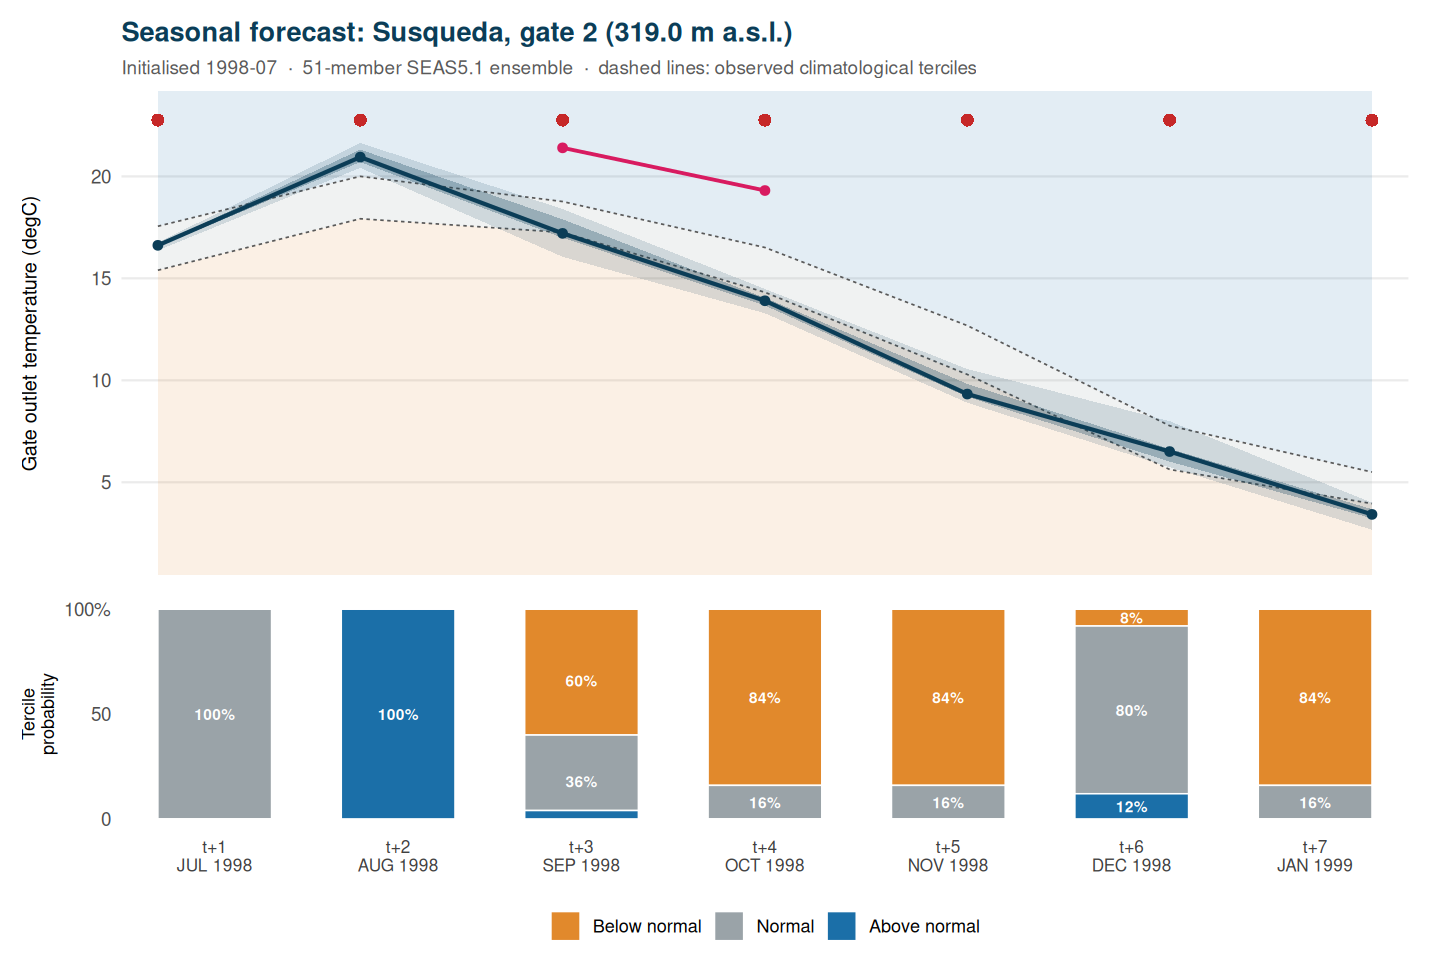 Seasonal forecast: Susqueda, gate 2 (319.0 m a.s.l.)
Initialised 1998-07 · 51-member SEAS5.1 ensemble · dashed lines: observed climatological terciles
Gate outlet temperature (degC)
20
15
10
5
Tercile
probability
100%
50
0
100%
100%
60%
36%
84%
16%
84%
16%
8%
80%
12%
84%
16%
t+1
JUL 1998
t+2
AUG 1998
t+3
SEP 1998
t+4
OCT 1998
t+5
NOV 1998
t+6
DEC 1998
t+7
JAN 1999
Below normal
Normal
Above normal